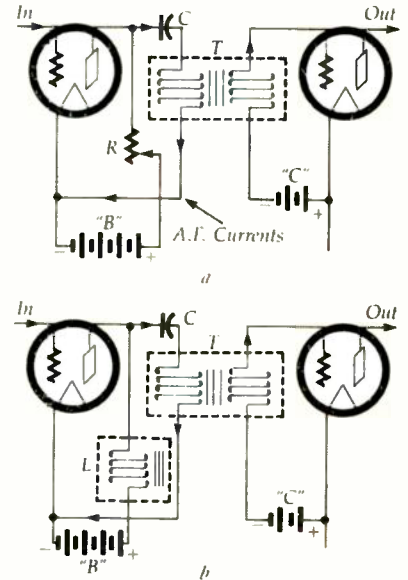 In
C
T
Out
R
"B"
− +
"C"
− +
A.F. Currents
a
In
C
T
Out
L
"B"
− +
"C"
− +
b